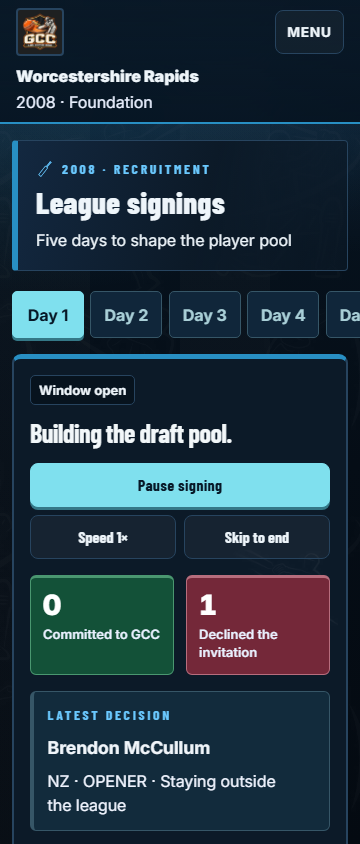 GCC
MENU
Worcestershire Rapids
2008 · Foundation
2008 · RECRUITMENT
League signings
Five days to shape the player pool
Day 1
Day 2
Day 3
Day 4
Da
Window open
Building the draft pool.
Pause signing
Speed 1×
Skip to end
0
Committed to GCC
1
Declined the
invitation
LATEST DECISION
Brendon McCullum
NZ · OPENER · Staying outside
the league